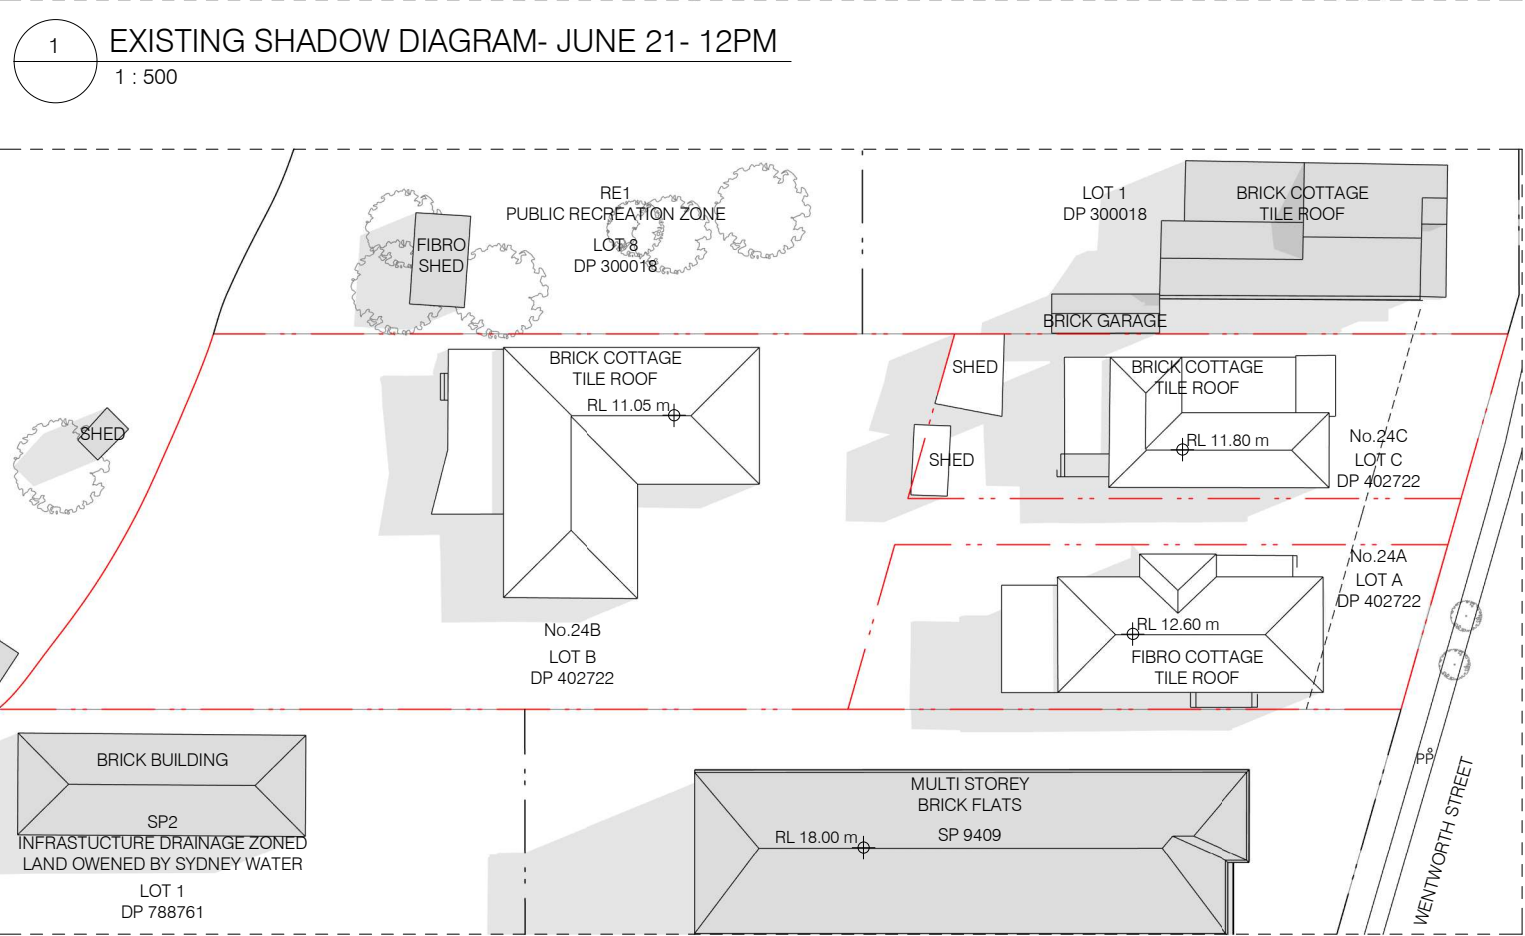 1
EXISTING SHADOW DIAGRAM- JUNE 21- 12PM
1 : 500
RE1
PUBLIC RECREATION ZONE
LOT 8
DP 300018
FIBRO
SHED
LOT 1
DP 300018
BRICK COTTAGE
TILE ROOF
BRICK GARAGE
BRICK COTTAGE
TILE ROOF
RL 11.05 m
SHED
BRICK COTTAGE
TILE ROOF
RL 11.80 m
No.24C
LOT C
DP 402722
SHED
SHED
No.24A
LOT A
DP 402722
RL 12.60 m
FIBRO COTTAGE
TILE ROOF
No.24B
LOT B
DP 402722
BRICK BUILDING
SP2
INFRASTUCTURE DRAINAGE ZONED
LAND OWENED BY SYDNEY WATER
LOT 1
DP 788761
MULTI STOREY
BRICK FLATS
SP 9409
RL 18.00 m
PP
WENTWORTH STREET